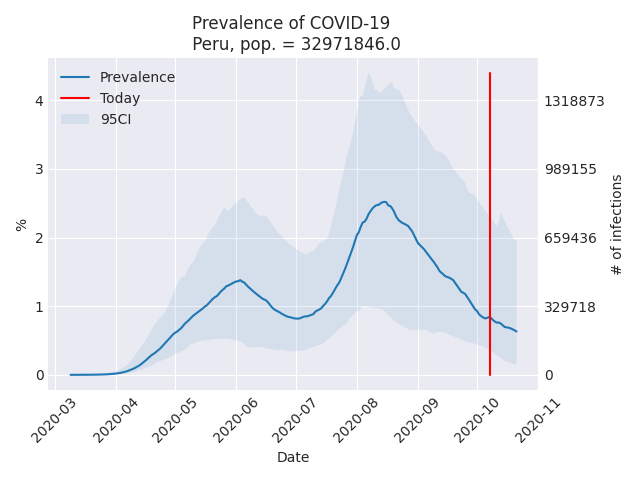 Prevalence of COVID-19
Peru, pop. = 32971846.0
Prevalence
Today
95CI
4
3
2
1
0
%
1318873
989155
659436
329718
0
# of infections
2020-03
2020-04
2020-05
2020-06
2020-07
2020-08
2020-09
2020-10
2020-11
Date